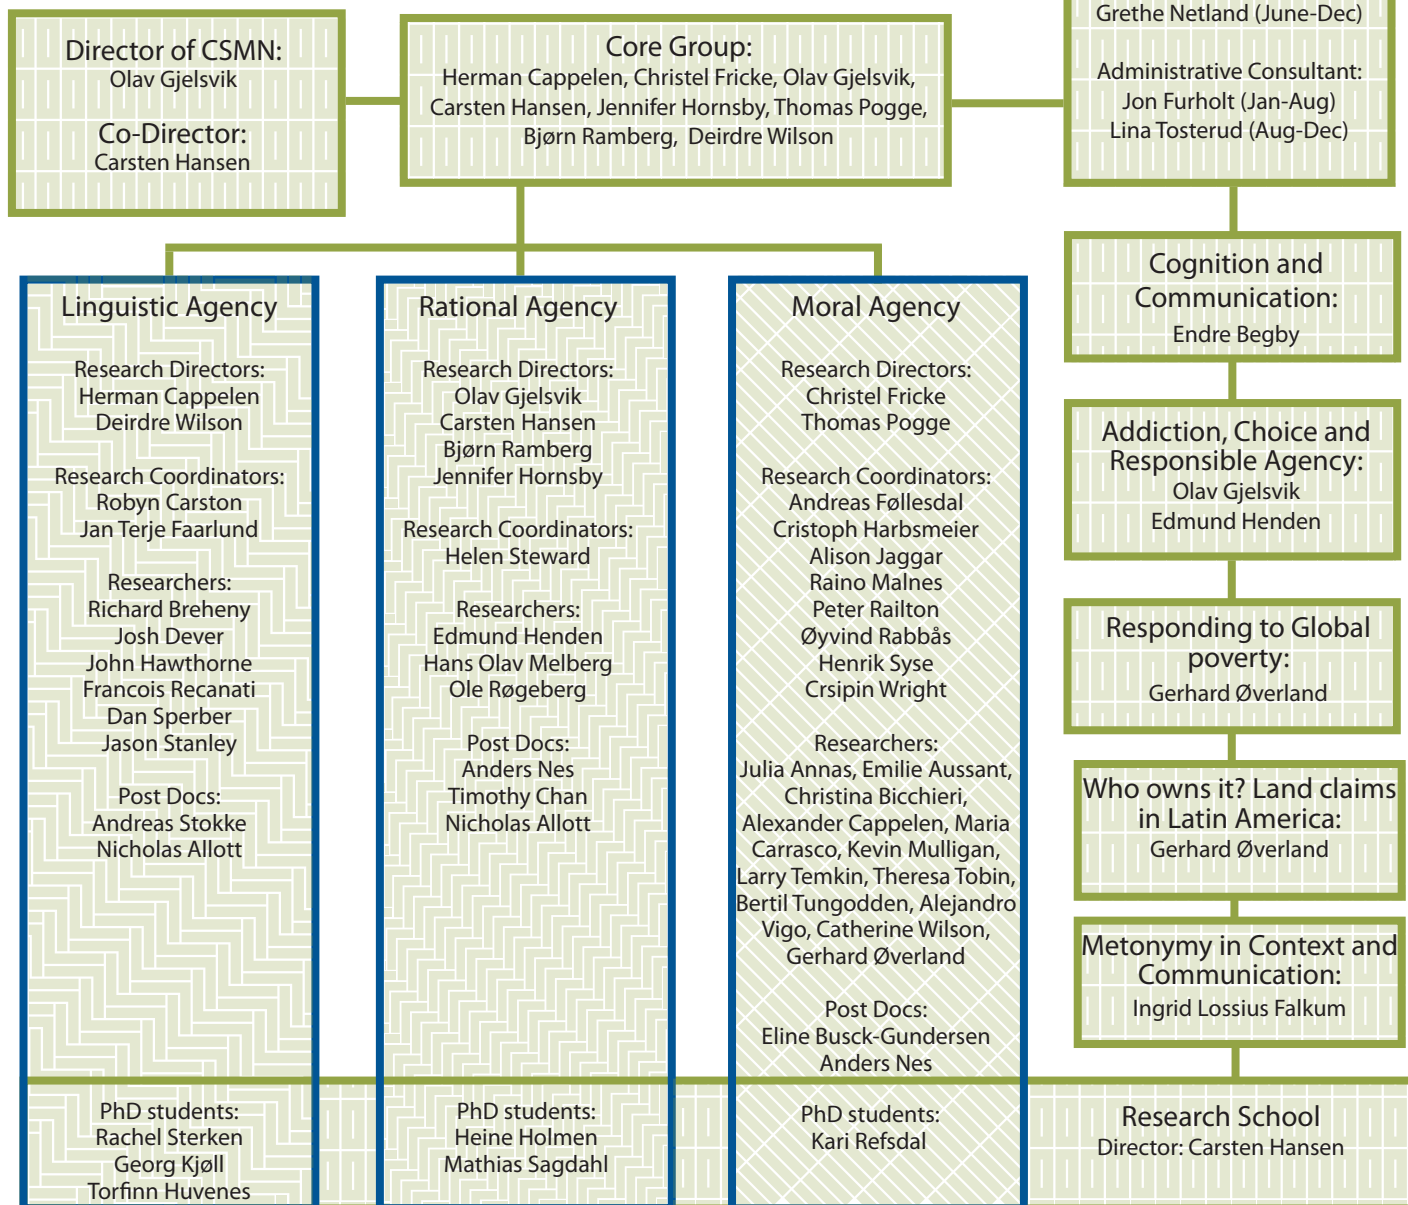 Director of CSMN:
Olav Gjelsvik
Co-Director:
Carsten Hansen
Core Group:
Herman Cappelen, Christel Fricke, Olav Gjelsvik,
Carsten Hansen, Jennifer Hornsby, Thomas Pogge,
Bjørn Ramberg, Deirdre Wilson
Grethe Netland (June-Dec)
Administrative Consultant:
Jon Furholt (Jan-Aug)
Lina Tosterud (Aug-Dec)
Linguistic Agency
Research Directors:
Herman Cappelen
Deirdre Wilson
Research Coordinators:
Robyn Carston
Jan Terje Faarlund
Researchers:
Richard Breheny
Josh Dever
John Hawthorne
Francois Recanati
Dan Sperber
Jason Stanley
Post Docs:
Andreas Stokke
Nicholas Allott
PhD students:
Rachel Sterken
Georg Kjøll
Torfinn Huvenes
Rational Agency
Research Directors:
Olav Gjelsvik
Carsten Hansen
Bjørn Ramberg
Jennifer Hornsby
Research Coordinators:
Helen Steward
Researchers:
Edmund Henden
Hans Olav Melberg
Ole Røgeberg
Post Docs:
Anders Nes
Timothy Chan
Nicholas Allott
PhD students:
Heine Holmen
Mathias Sagdahl
Moral Agency
Research Directors:
Christel Fricke
Thomas Pogge
Research Coordinators:
Andreas Føllesdal
Cristoph Harbsmeier
Alison Jaggar
Raino Malnes
Peter Railton
Øyvind Rabbås
Henrik Syse
Crsipin Wright
Researchers:
Julia Annas, Emilie Aussant,
Christina Bicchieri,
Alexander Cappelen, Maria
Carrasco, Kevin Mulligan,
Larry Temkin, Theresa Tobin,
Bertil Tungodden, Alejandro
Vigo, Catherine Wilson,
Gerhard Øverland
Post Docs:
Eline Busck-Gundersen
Anders Nes
PhD students:
Kari Refsdal
Cognition and
Communication:
Endre Begby
Addiction, Choice and
Responsible Agency:
Olav Gjelsvik
Edmund Henden
Responding to Global
poverty:
Gerhard Øverland
Who owns it? Land claims
in Latin America:
Gerhard Øverland
Metonymy in Context and
Communication:
Ingrid Lossius Falkum
Research School
Director: Carsten Hansen